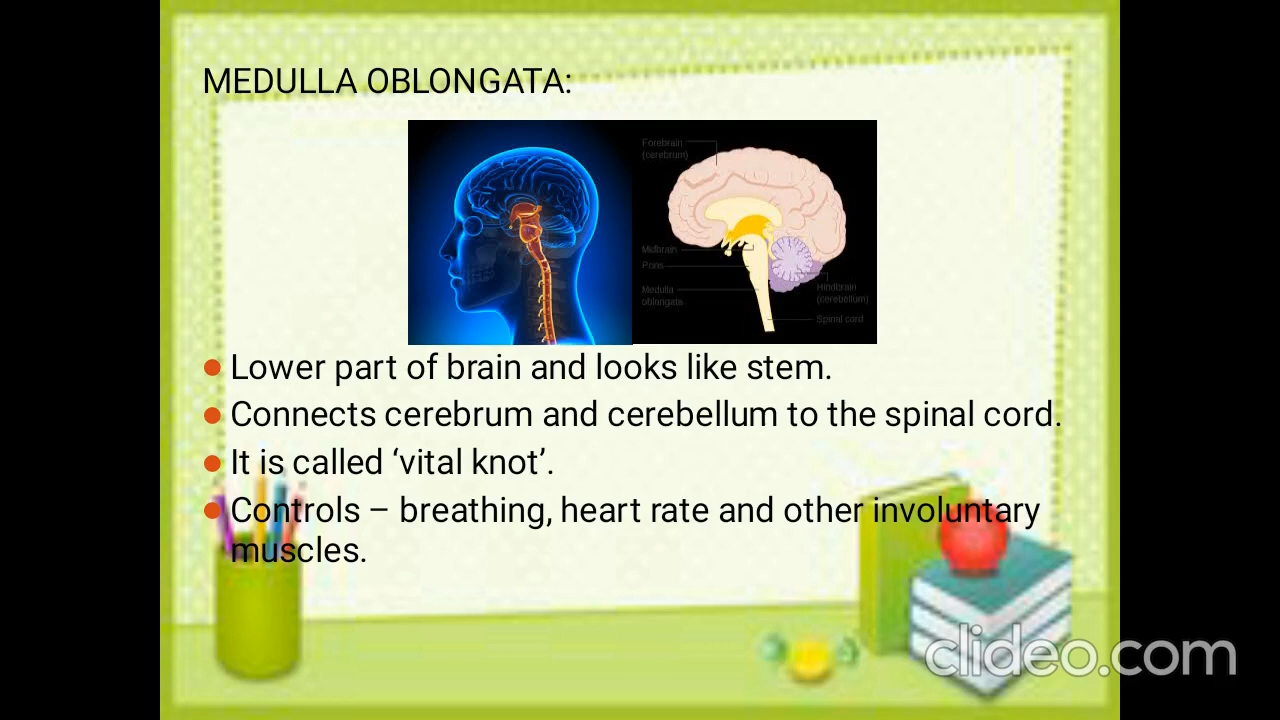 MEDULLA OBLONGATA:
Forebrain
(cerebrum)
Midbrain
Pons
Medulla
oblongata
Hindbrain
(cerebellum)
Spinal cord
Lower part of brain and looks like stem.
Connects cerebrum and cerebellum to the spinal cord.
It is called ‘vital knot’.
Controls – breathing, heart rate and other involuntary
muscles.
clideo.com